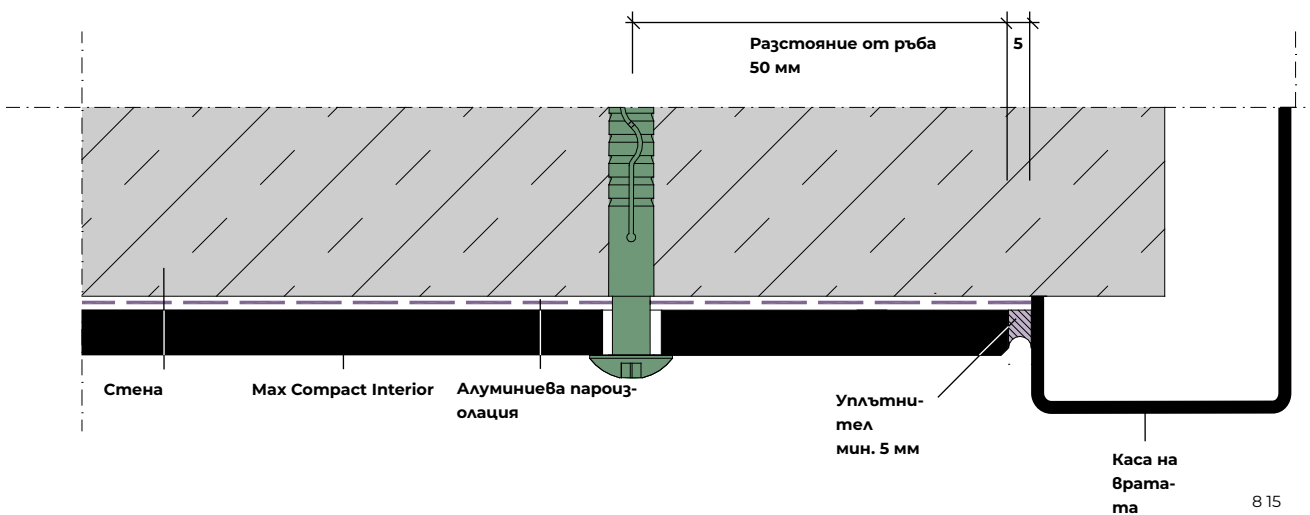 Разстояние от ръба
50 мм
5
Стена
Max Compact Interior
Алуминиева пароиз-
олация
Уплътни-
тел
мин. 5 мм
Каса на
врата-
та
8 15